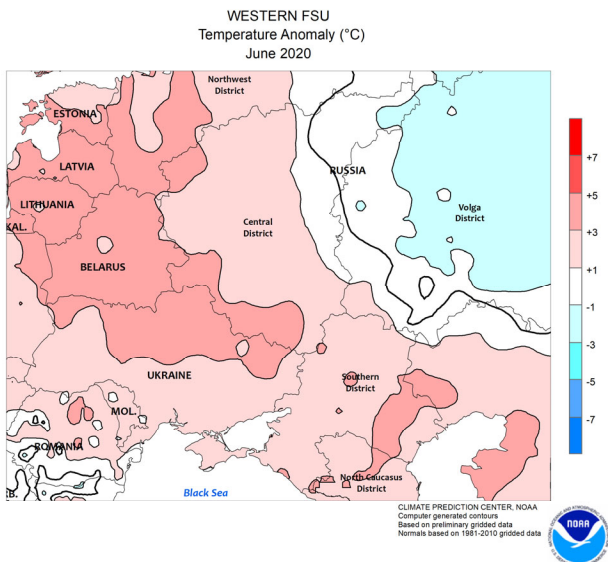 WESTERN FSU
Temperature Anomaly (°C)
June 2020
Northwest
District
ESTONIA
LATVIA
RUSSIA
LITHUANIA
Volga
District
KAL.
Central
District
BELARUS
UKRAINE
Southern
District
MOL.
ROMANIA
North Caucasus
District
B.
Black Sea
+7
+5
+3
+1
-1
-3
-5
-7
CLIMATE PREDICTION CENTER, NOAA
Computer generated contours
Based on preliminary gridded data
Normals based on 1981-2010 gridded data
NOAA